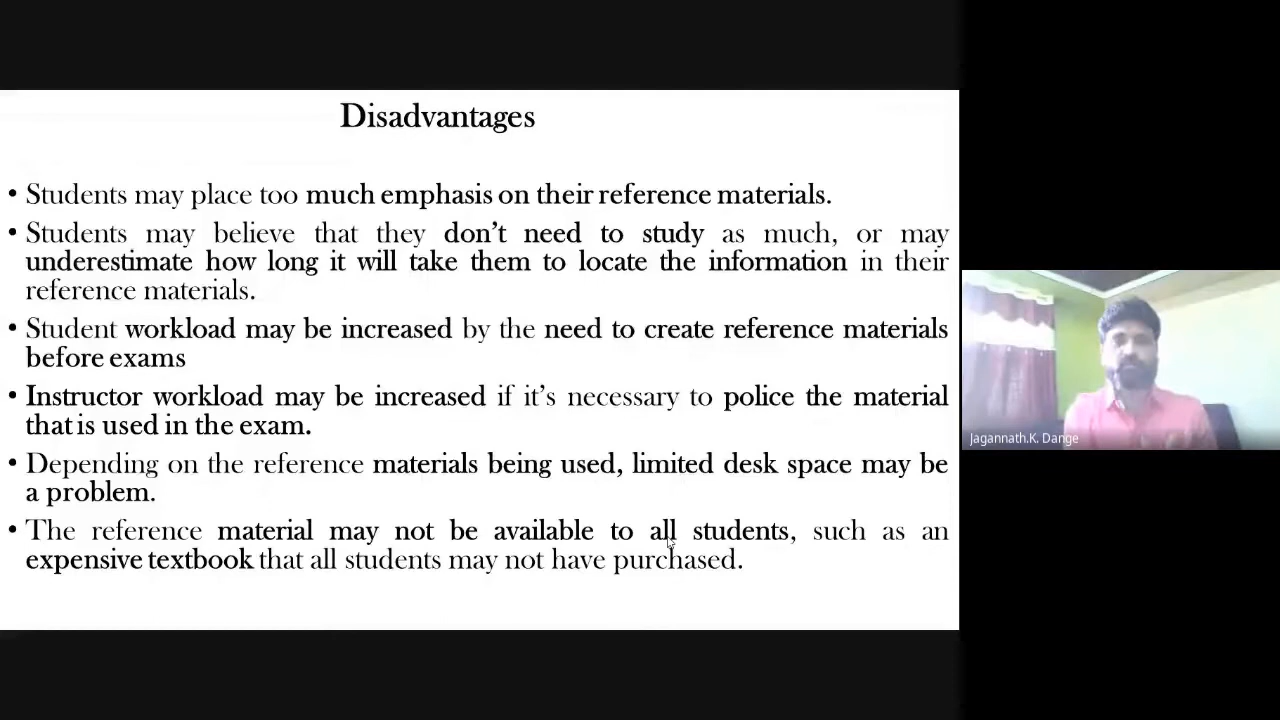 Disadvantages
• Students may place too much emphasis on their reference materials.
• Students may believe that they don't need to study as much, or may
underestimate how long it will take them to locate the information in their
reference materials.
• Student workload may be increased by the need to create reference materials
before exams
• Instructor workload may be increased if it's necessary to police the material
that is used in the exam.
• Depending on the reference materials being used, limited desk space may be
a problem.
• The reference material may not be available to all students, such as an
expensive textbook that all students may not have purchased.
Jagannath.K. Dange